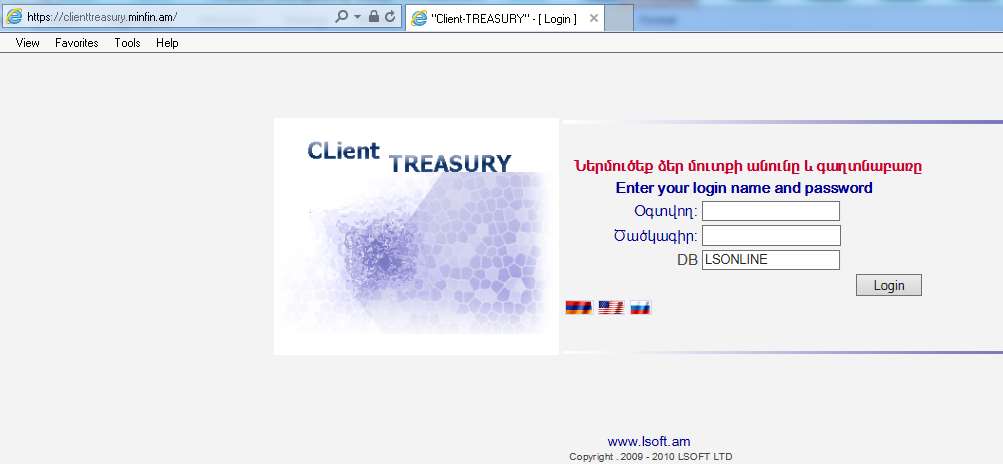 https://clienttreasury.minfin.am/
"Client-TREASURY" - [ Login ]
View Favorites Tools Help
CLient TREASURY
Ներմուծեք ձեր մուտքի անունը և գաղտնաբառը
Enter your login name and password
Օգտվող:
Ծածկագիր:
DB LSONLINE
Login
www.lsoft.am
Copyright . 2009 - 2010 LSOFT LTD